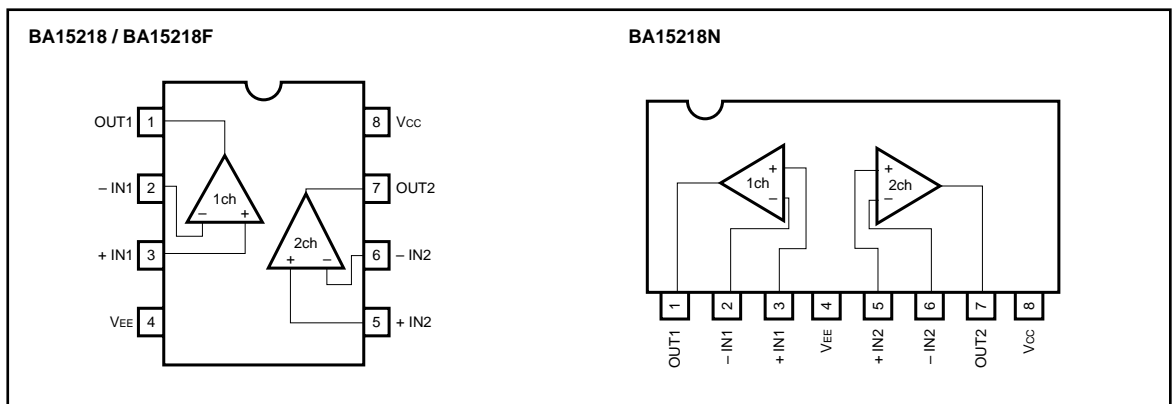 BA15218 / BA15218F
BA15218N
OUT1 1
8 VCC
– IN1 2
7 OUT2
1ch
– +
+ IN1 3
6 – IN2
2ch
+ –
VEE 4
5 + IN2
+
1ch
–
+
2ch
–
1 2 3 4 5 6 7 8
OUT1
– IN1
+ IN1
VEE
+ IN2
– IN2
OUT2
VCC